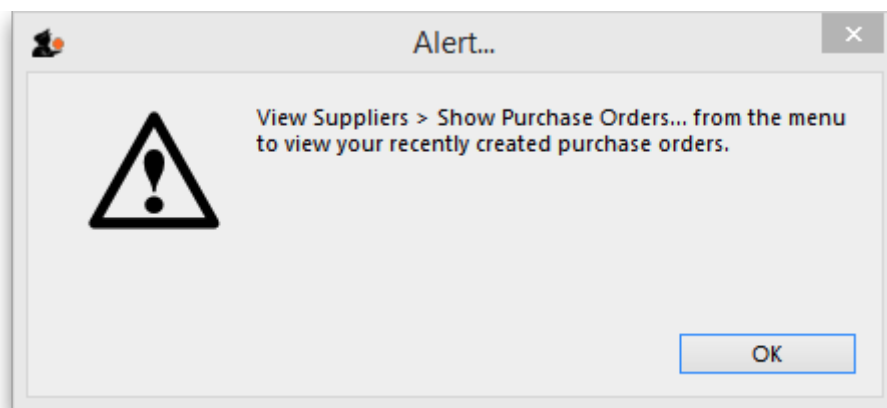 Alert...
View Suppliers > Show Purchase Orders... from the menu
to view your recently created purchase orders.
OK